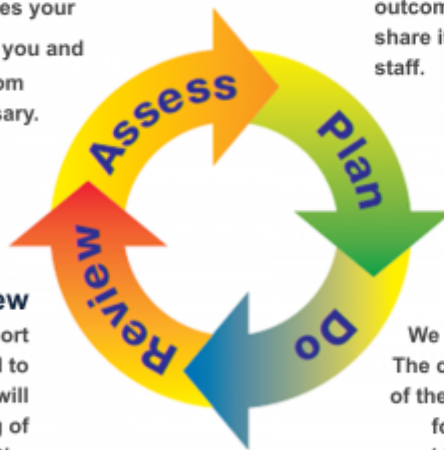 es your
you and
om
sary.
outcom
share i
staff.
Assess
Plan
Do
Review
ew
ort
d to
will
g of
We
The c
of the
fo